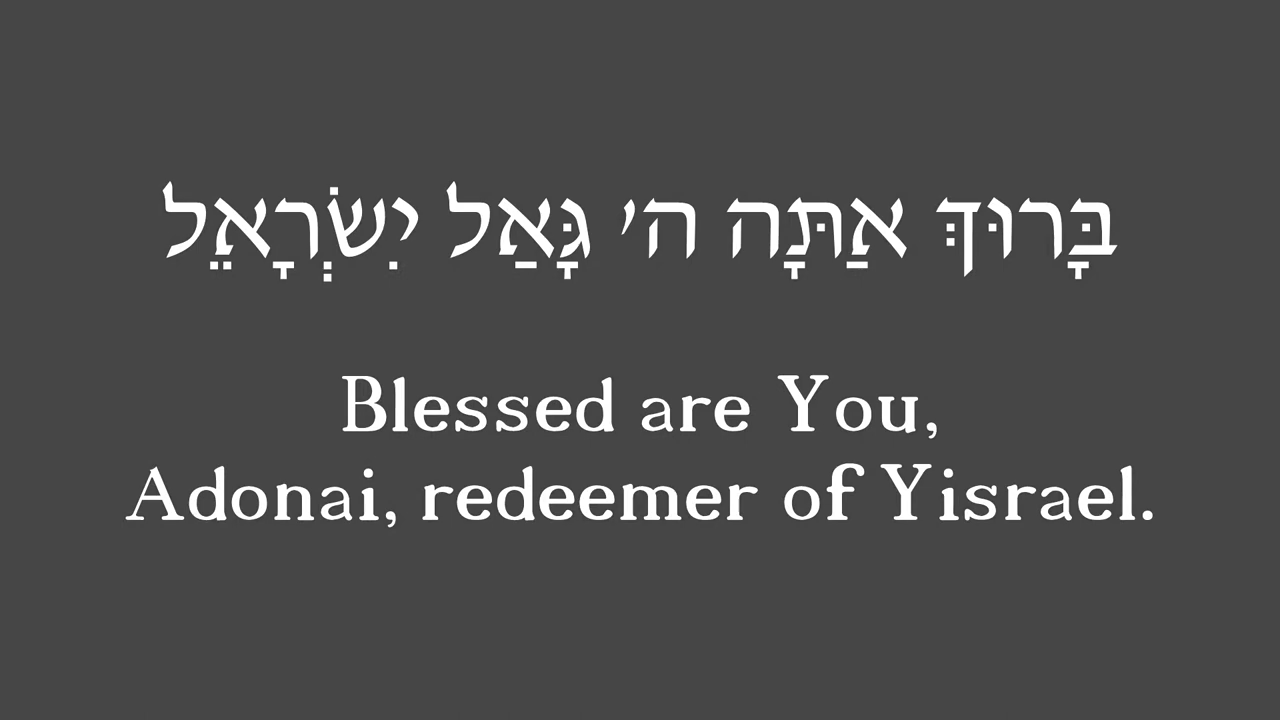 בָּרוּךְ אַתָּה ה׳ גָּאַל יִשְׂרָאֵל
Blessed are You,
Adonai, redeemer of Yisrael.